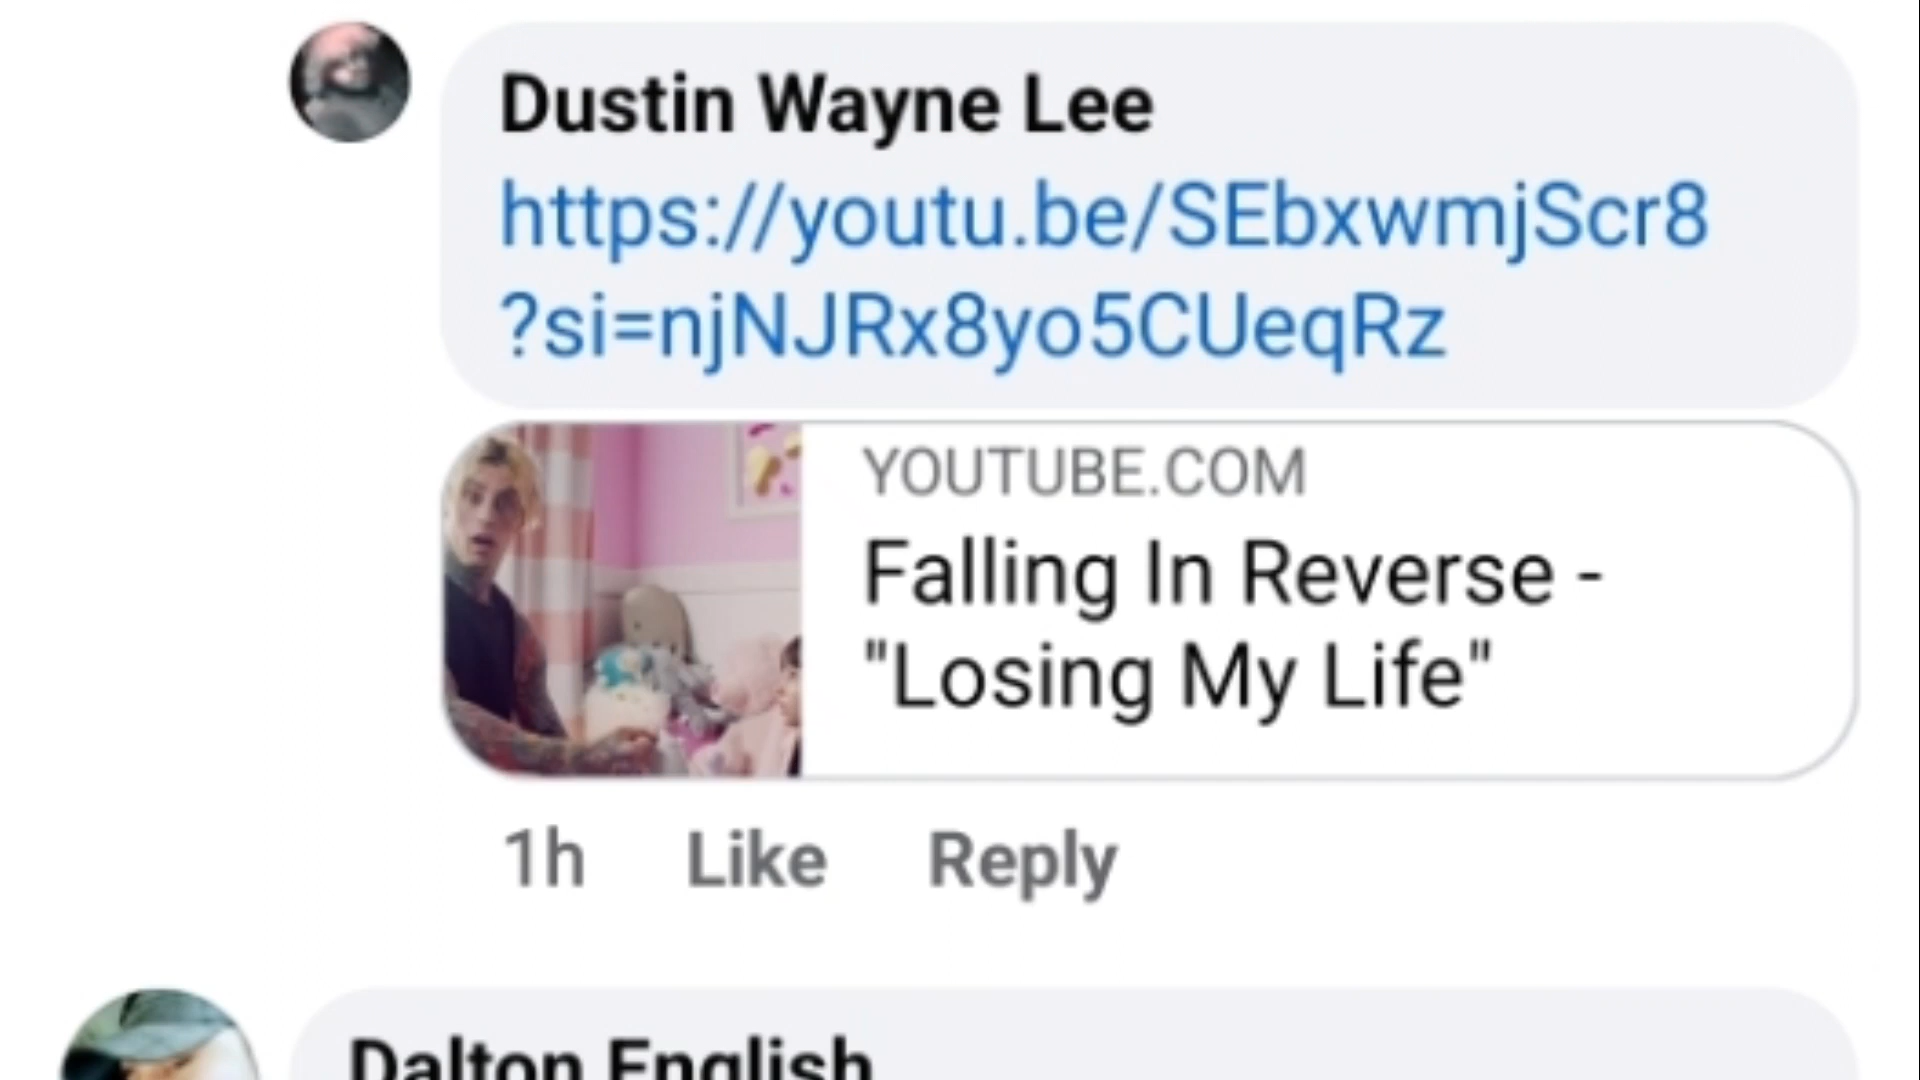 Dustin Wayne Lee
https://youtu.be/SEbxwmjScr8
?si=njNJRx8yo5CUeqRz
YOUTUBE.COM
Falling In Reverse -
"Losing My Life"
1h Like Reply
Dalton English